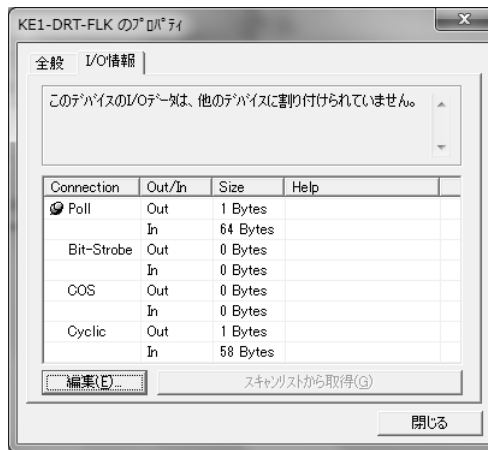 KE1-DRT-FLK のﾌﾟﾛﾊﾟﾃｨ
全般 I/O情報
このﾃﾞﾊﾞｲｽのI/Oﾃﾞｰﾀは、他のﾃﾞﾊﾞｲｽに割り付けられていません。
Connection Out/In Size Help
Poll Out 1 Bytes
In 64 Bytes
Bit-Strobe Out 0 Bytes
In 0 Bytes
COS Out 0 Bytes
In 0 Bytes
Cyclic Out 1 Bytes
In 58 Bytes
編集(E)... ｽｷｬﾝﾘｽﾄから取得(G)
閉じる